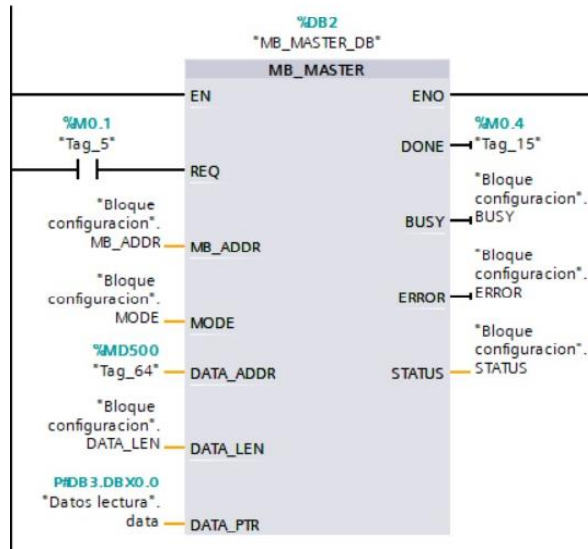 %DB2
"MB_MASTER_DB"
MB_MASTER
EN
ENO
%M0.1
"Tag_5"
REQ
DONE
%M0.4
"Tag_15"
"Bloque
configuracion".
MB_ADDR
MB_ADDR
BUSY
"Bloque
configuracion".
BUSY
"Bloque
configuracion".
MODE
MODE
ERROR
"Bloque
configuracion".
ERROR
%MD500
"Tag_64"
DATA_ADDR
STATUS
"Bloque
configuracion".
STATUS
"Bloque
configuracion".
DATA_LEN
DATA_LEN
P#DB3.DBX0.0
"Datos lectura".
data
DATA_PTR